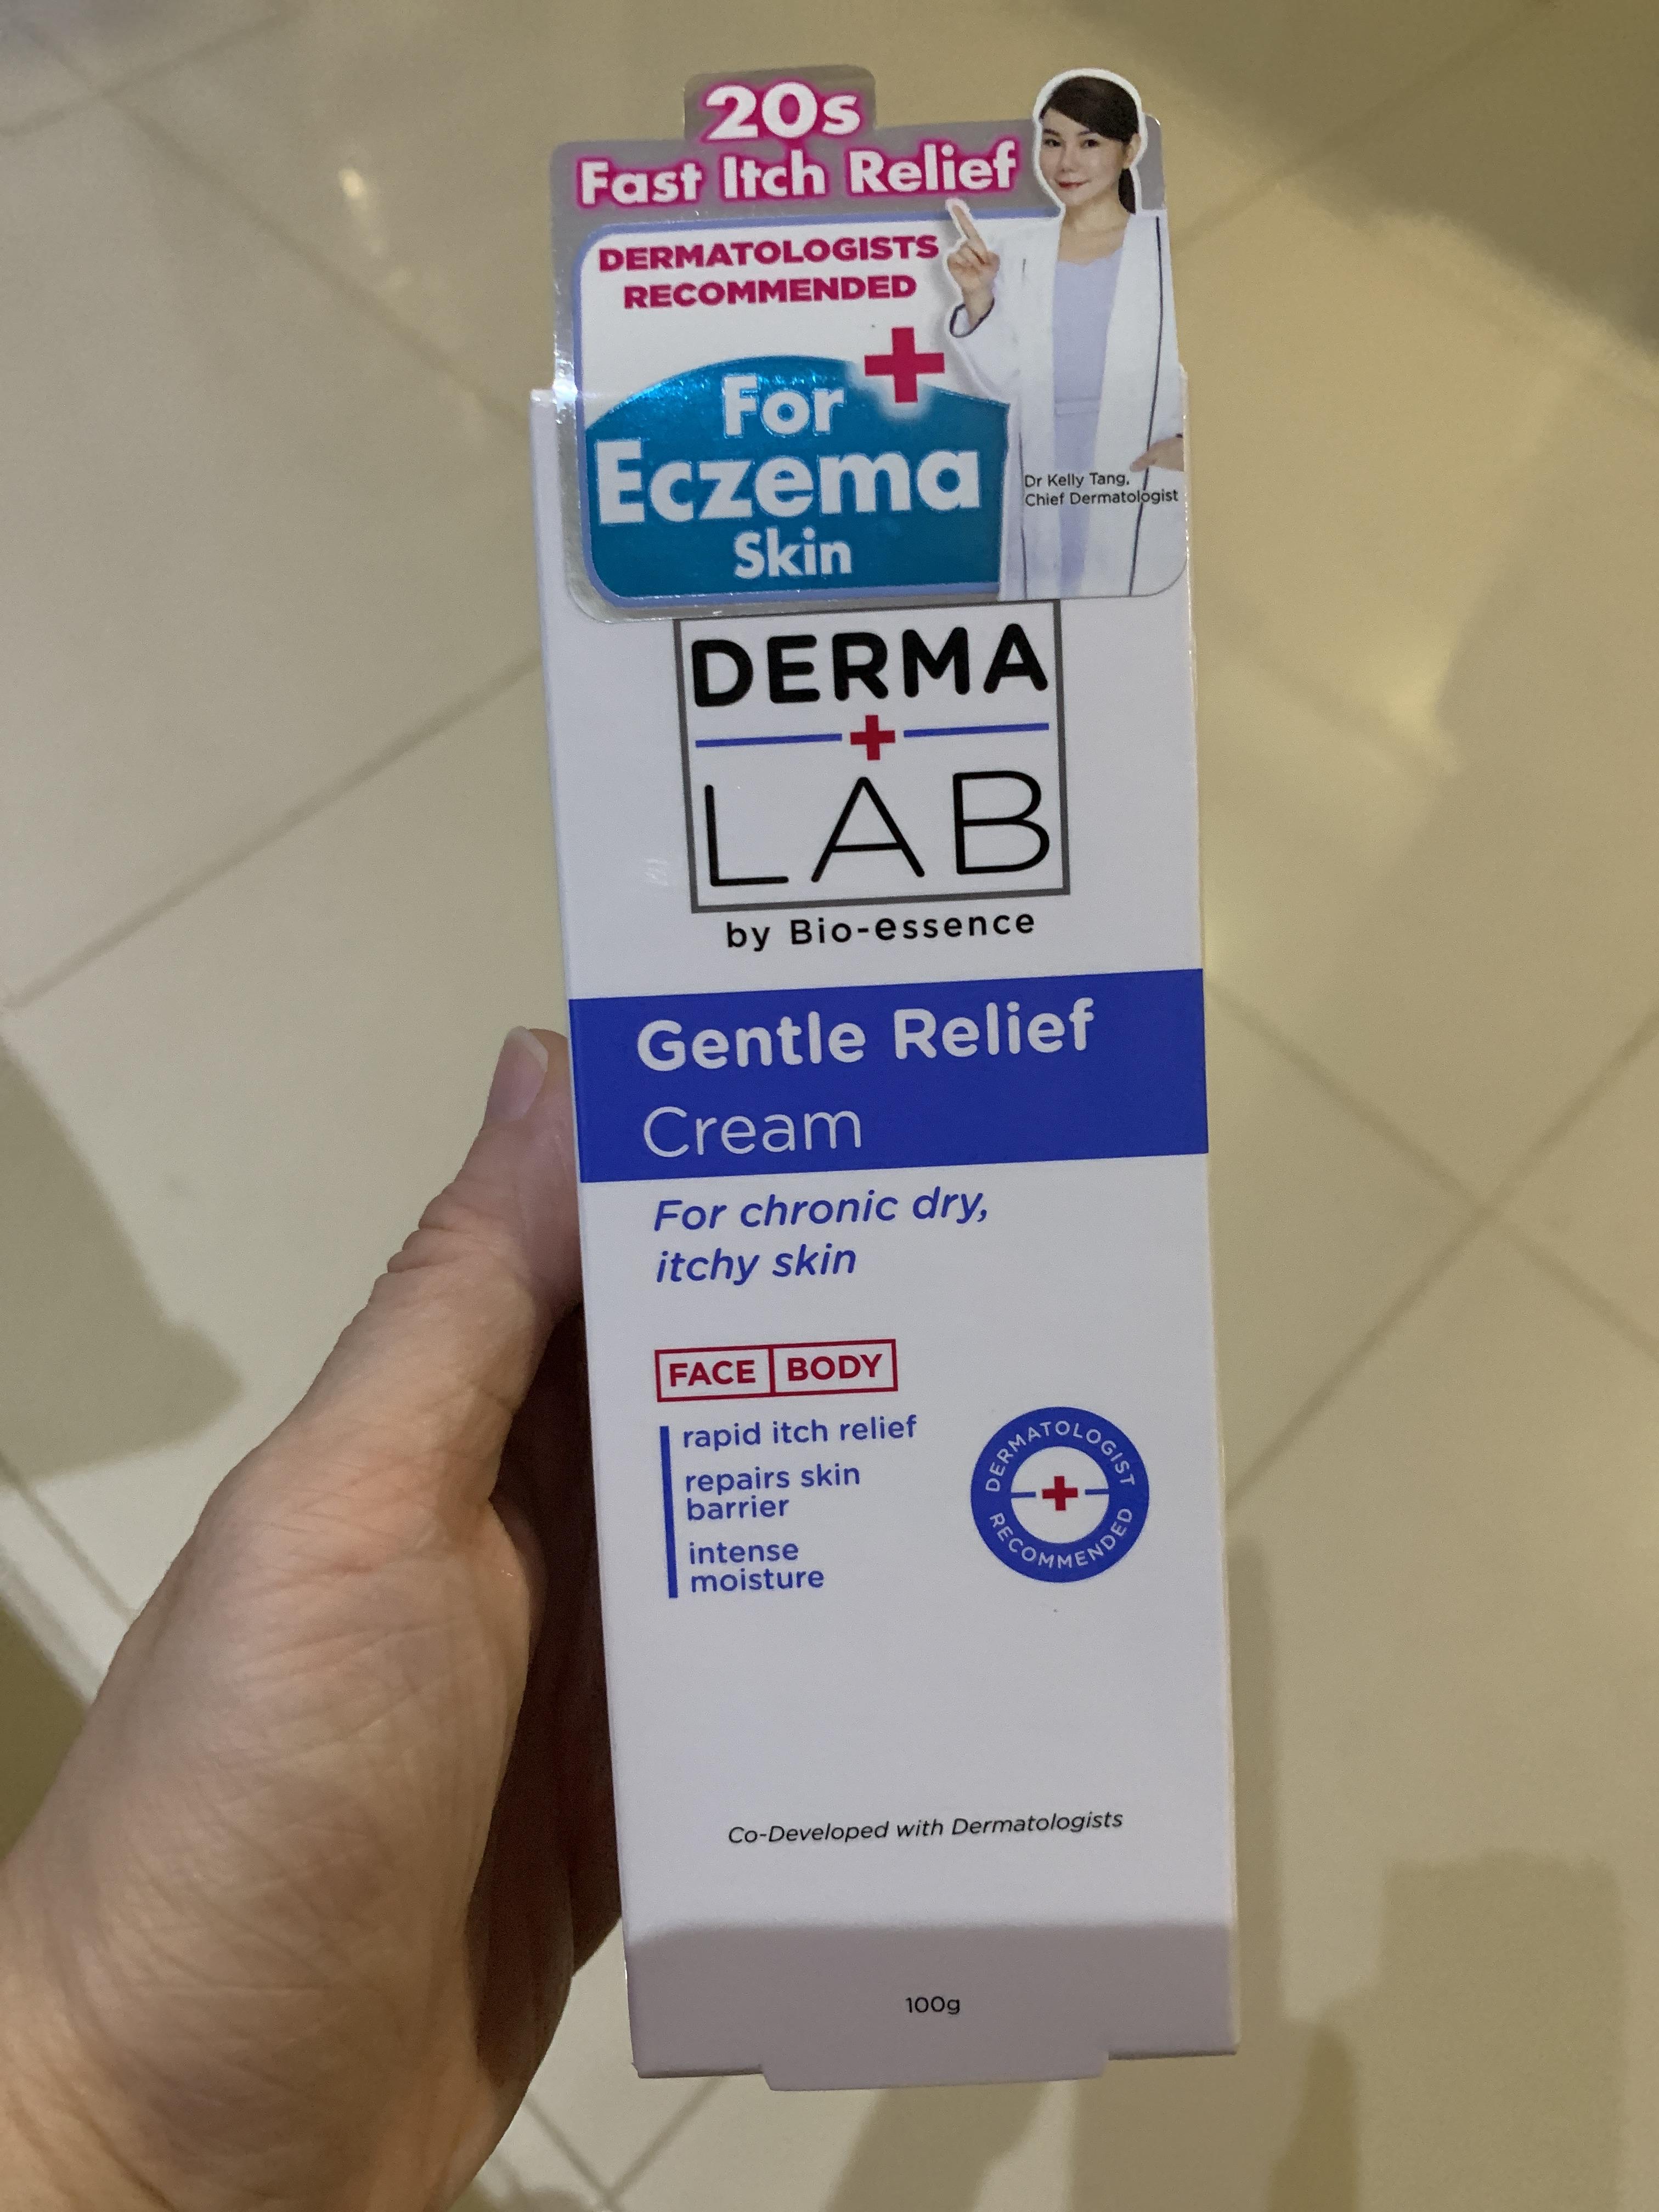 20s
Fast Itch Relief
DERMATOLOGISTS
RECOMMENDED
For
Eczema
Skin
Dr Kelly Tang,
Chief Dermatologist
DERMA
LAB
by Bio-essence
Gentle Relief
Cream
For chronic dry,
itchy skin
FACE BODY
rapid itch relief
repairs skin
barrier
intense
moisture
DERMATOLOGIST
RECOMMENDED
Co-Developed with Dermatologists
100g